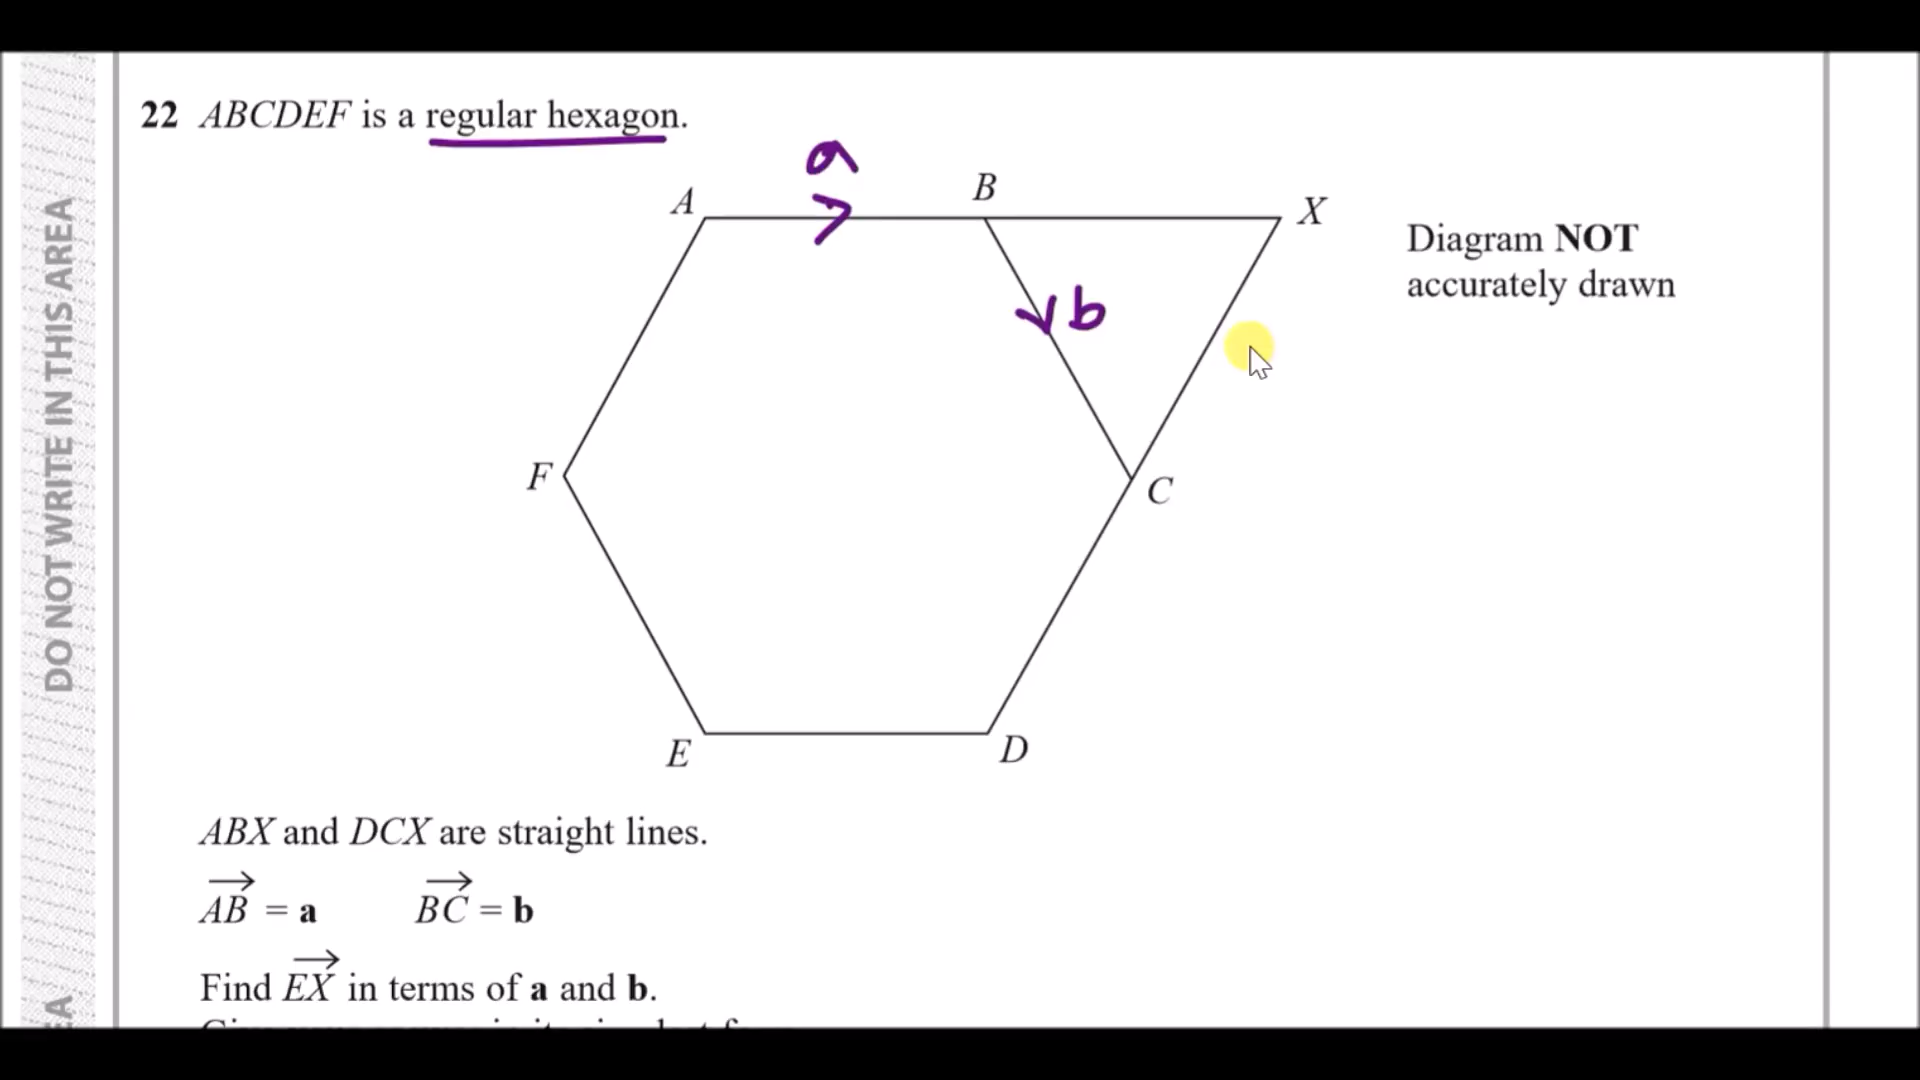 22 ABCDEF is a regular hexagon.
a
A
B
X
Diagram NOT
accurately drawn
b
F
C
E
D
ABX and DCX are straight lines.
AB = a BC = b
Find EX in terms of a and b.
DO NOT WRITE IN THIS AREA